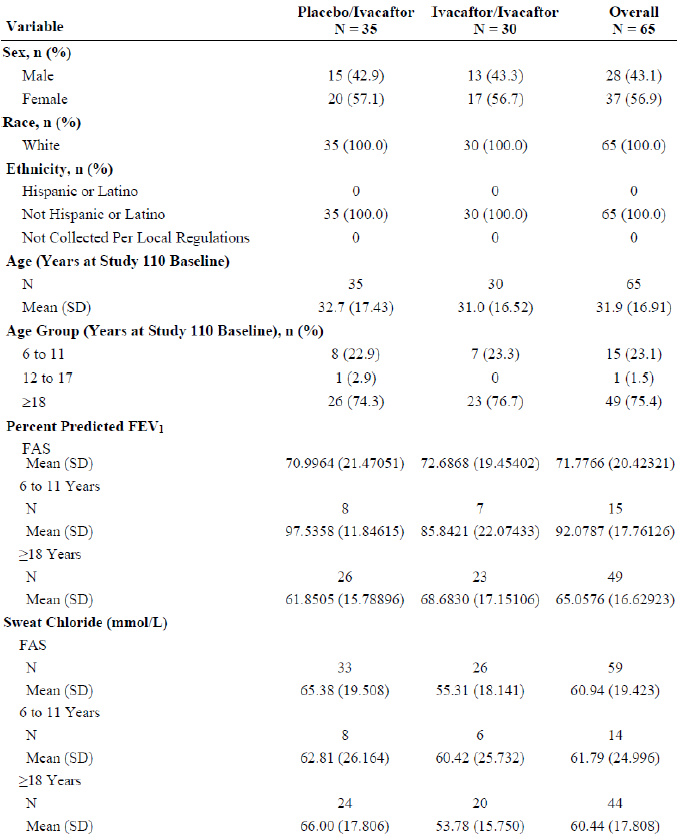 Variable Placebo/Ivacaftor N = 35 Ivacaftor/Ivacaftor N = 30 Overall N = 65
Sex, n (%)
Male 15 (42.9) 13 (43.3) 28 (43.1)
Female 20 (57.1) 17 (56.7) 37 (56.9)
Race, n (%)
White 35 (100.0) 30 (100.0) 65 (100.0)
Ethnicity, n (%)
Hispanic or Latino 0 0 0
Not Hispanic or Latino 35 (100.0) 30 (100.0) 65 (100.0)
Not Collected Per Local Regulations 0 0 0
Age (Years at Study 110 Baseline)
N 35 30 65
Mean (SD) 32.7 (17.43) 31.0 (16.52) 31.9 (16.91)
Age Group (Years at Study 110 Baseline), n (%)
6 to 11 8 (22.9) 7 (23.3) 15 (23.1)
12 to 17 1 (2.9) 0 1 (1.5)
≥18 26 (74.3) 23 (76.7) 49 (75.4)
Percent Predicted FEV1
FAS
Mean (SD) 70.9964 (21.47051) 72.6868 (19.45402) 71.7766 (20.42321)
6 to 11 Years
N 8 7 15
Mean (SD) 97.5358 (11.84615) 85.8421 (22.07433) 92.0787 (17.76126)
≥18 Years
N 26 23 49
Mean (SD) 61.8505 (15.78896) 68.6830 (17.15106) 65.0576 (16.62923)
Sweat Chloride (mmol/L)
FAS
N 33 26 59
Mean (SD) 65.38 (19.508) 55.31 (18.141) 60.94 (19.423)
6 to 11 Years
N 8 6 14
Mean (SD) 62.81 (26.164) 60.42 (25.732) 61.79 (24.996)
≥18 Years
N 24 20 44
Mean (SD) 66.00 (17.806) 53.78 (15.750) 60.44 (17.808)